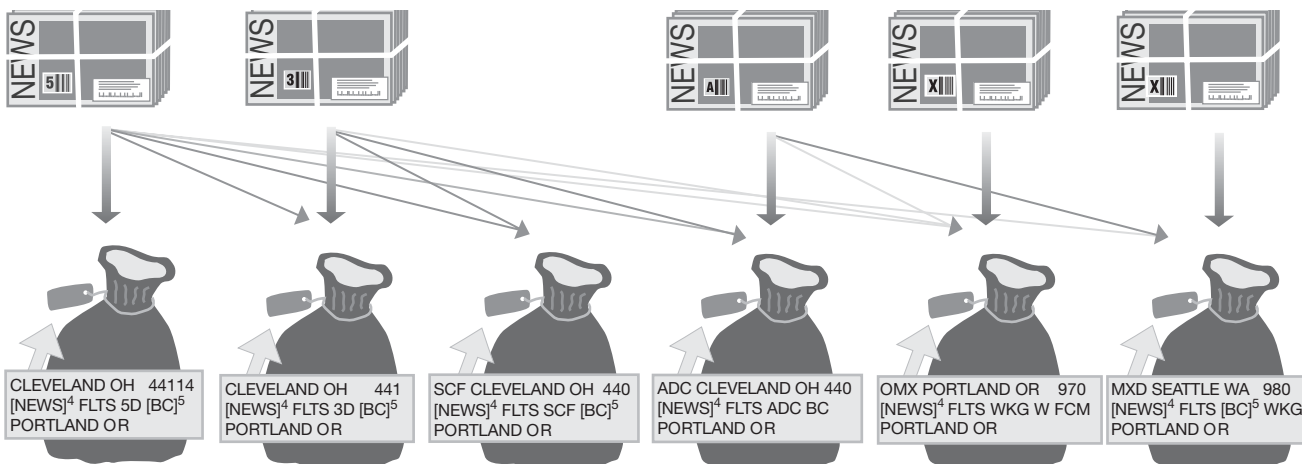 NEWS
5
NEWS
3
NEWS
A
NEWS
X
NEWS
X
CLEVELAND OH 44114
[NEWS]⁴ FLTS 5D [BC]⁵
PORTLAND OR
CLEVELAND OH 441
[NEWS]⁴ FLTS 3D [BC]⁵
PORTLAND OR
SCF CLEVELAND OH 440
[NEWS]⁴ FLTS SCF [BC]⁵
PORTLAND OR
ADC CLEVELAND OH 440
[NEWS]⁴ FLTS ADC BC
PORTLAND OR
OMX PORTLAND OR 970
[NEWS]⁴ FLTS WKG W FCM
PORTLAND OR
MXD SEATTLE WA 980
[NEWS]⁴ FLTS [BC]⁵ WKG
PORTLAND OR